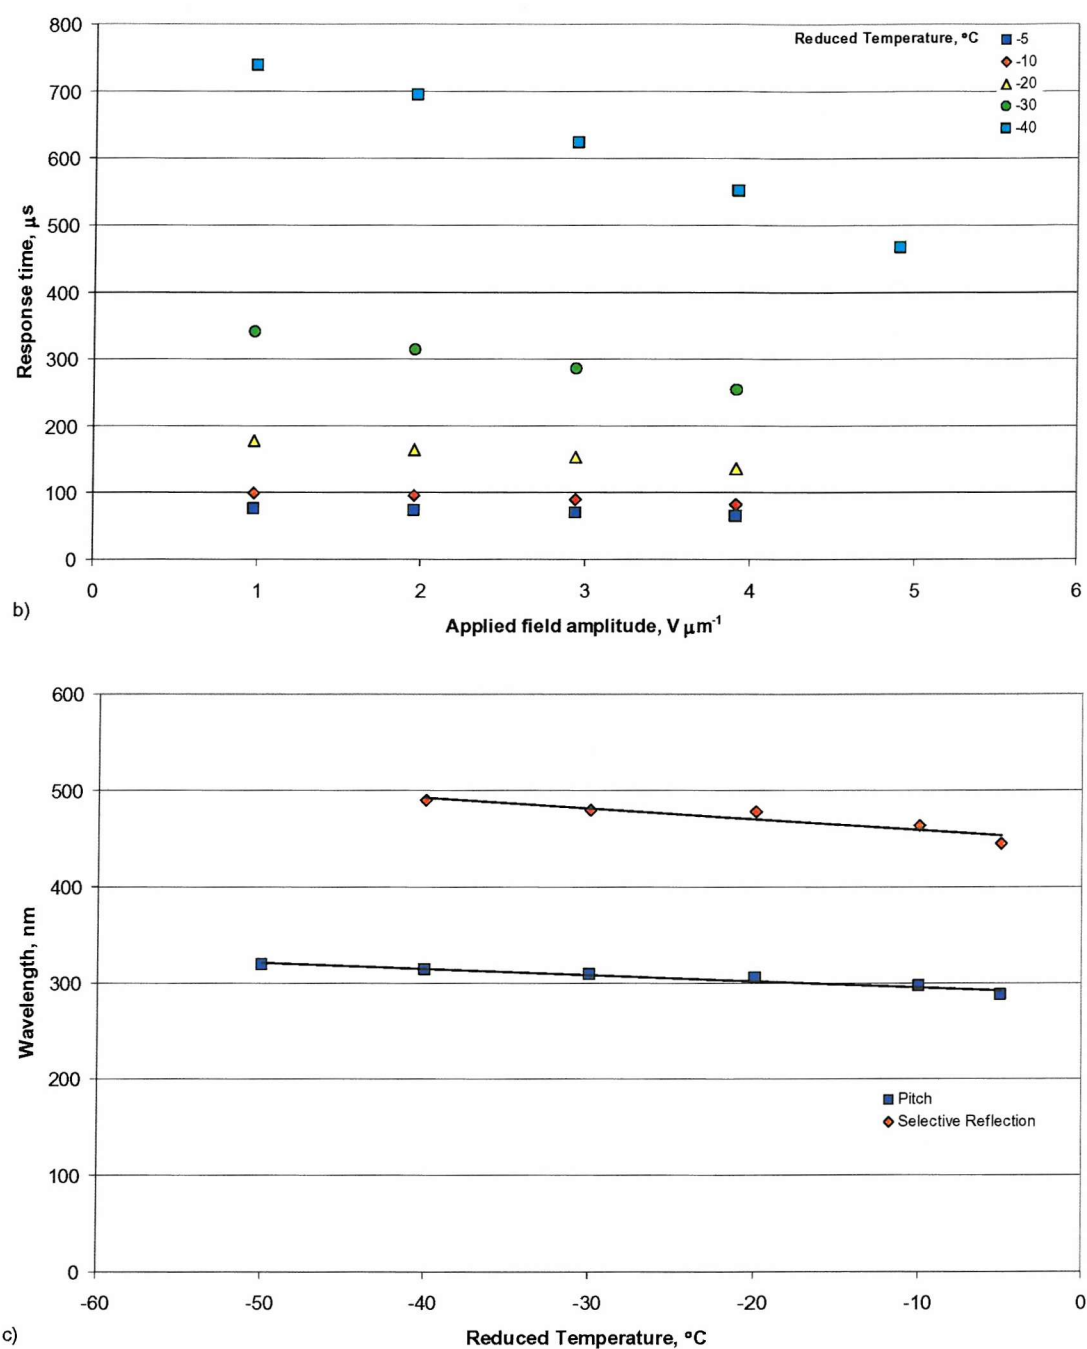 800
700
600
500
400
300
200
100
0
Response time, µs
Reduced Temperature, °C
-5
-10
-20
-30
-40
0 1 2 3 4 5 6
b)
Applied field amplitude, V µm⁻¹
600
500
400
300
200
100
0
Wavelength, nm
Pitch
Selective Reflection
-60 -50 -40 -30 -20 -10 0
c)
Reduced Temperature, °C